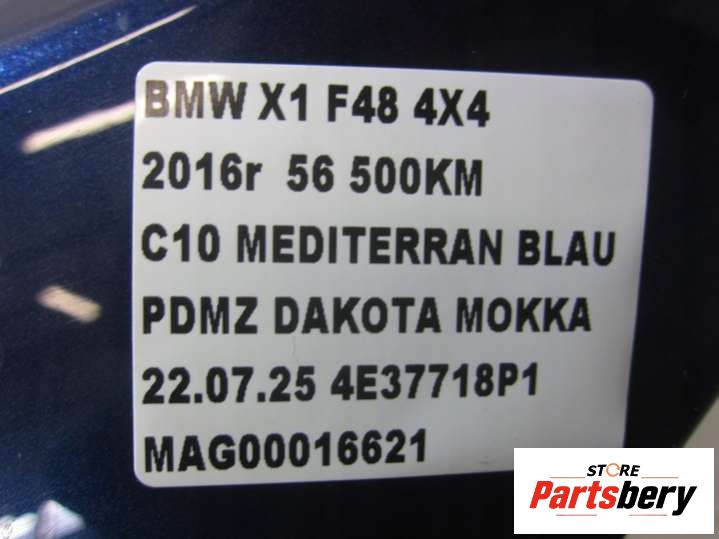 BMW X1 F48 4X4
2016r 56 500KM
C10 MEDITERRAN BLAU
PDMZ DAKOTA MOKKA
22.07.25 4E37718P1
MAG00016621
STORE
Partsbery